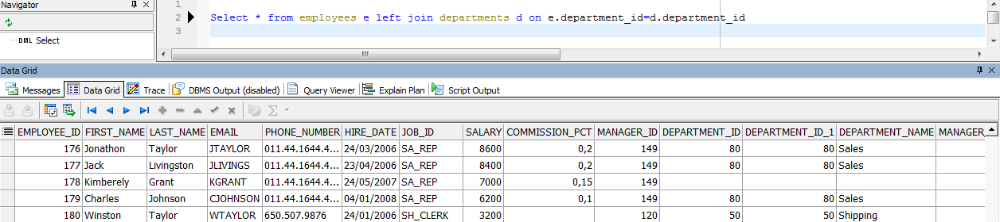 Navigator
1
2 Select * from employees e left join departments d on e.department_id=d.department_id
3
DML Select
Data Grid
Messages Data Grid Trace DBMS Output (disabled) Query Viewer Explain Plan Script Output
EMPLOYEE_ID FIRST_NAME LAST_NAME EMAIL PHONE_NUMBER HIRE_DATE JOB_ID SALARY COMMISSION_PCT MANAGER_ID DEPARTMENT_ID DEPARTMENT_ID_1 DEPARTMENT_NAME MANAGER_
176 Jonathon Taylor JTAYLOR 011.44.1644.4... 24/03/2006 SA_REP 8600 0,2 149 80 80 Sales
177 Jack Livingston JLIVINGS 011.44.1644.4... 23/04/2006 SA_REP 8400 0,2 149 80 80 Sales
178 Kimberely Grant KGRANT 011.44.1644.4... 24/05/2007 SA_REP 7000 0,15 149
179 Charles Johnson CJOHNSON 011.44.1644.4... 04/01/2008 SA_REP 6200 0,1 149 80 80 Sales
180 Winston Taylor WTAYLOR 650.507.9876 24/01/2006 SH_CLERK 3200 120 50 50 Shipping